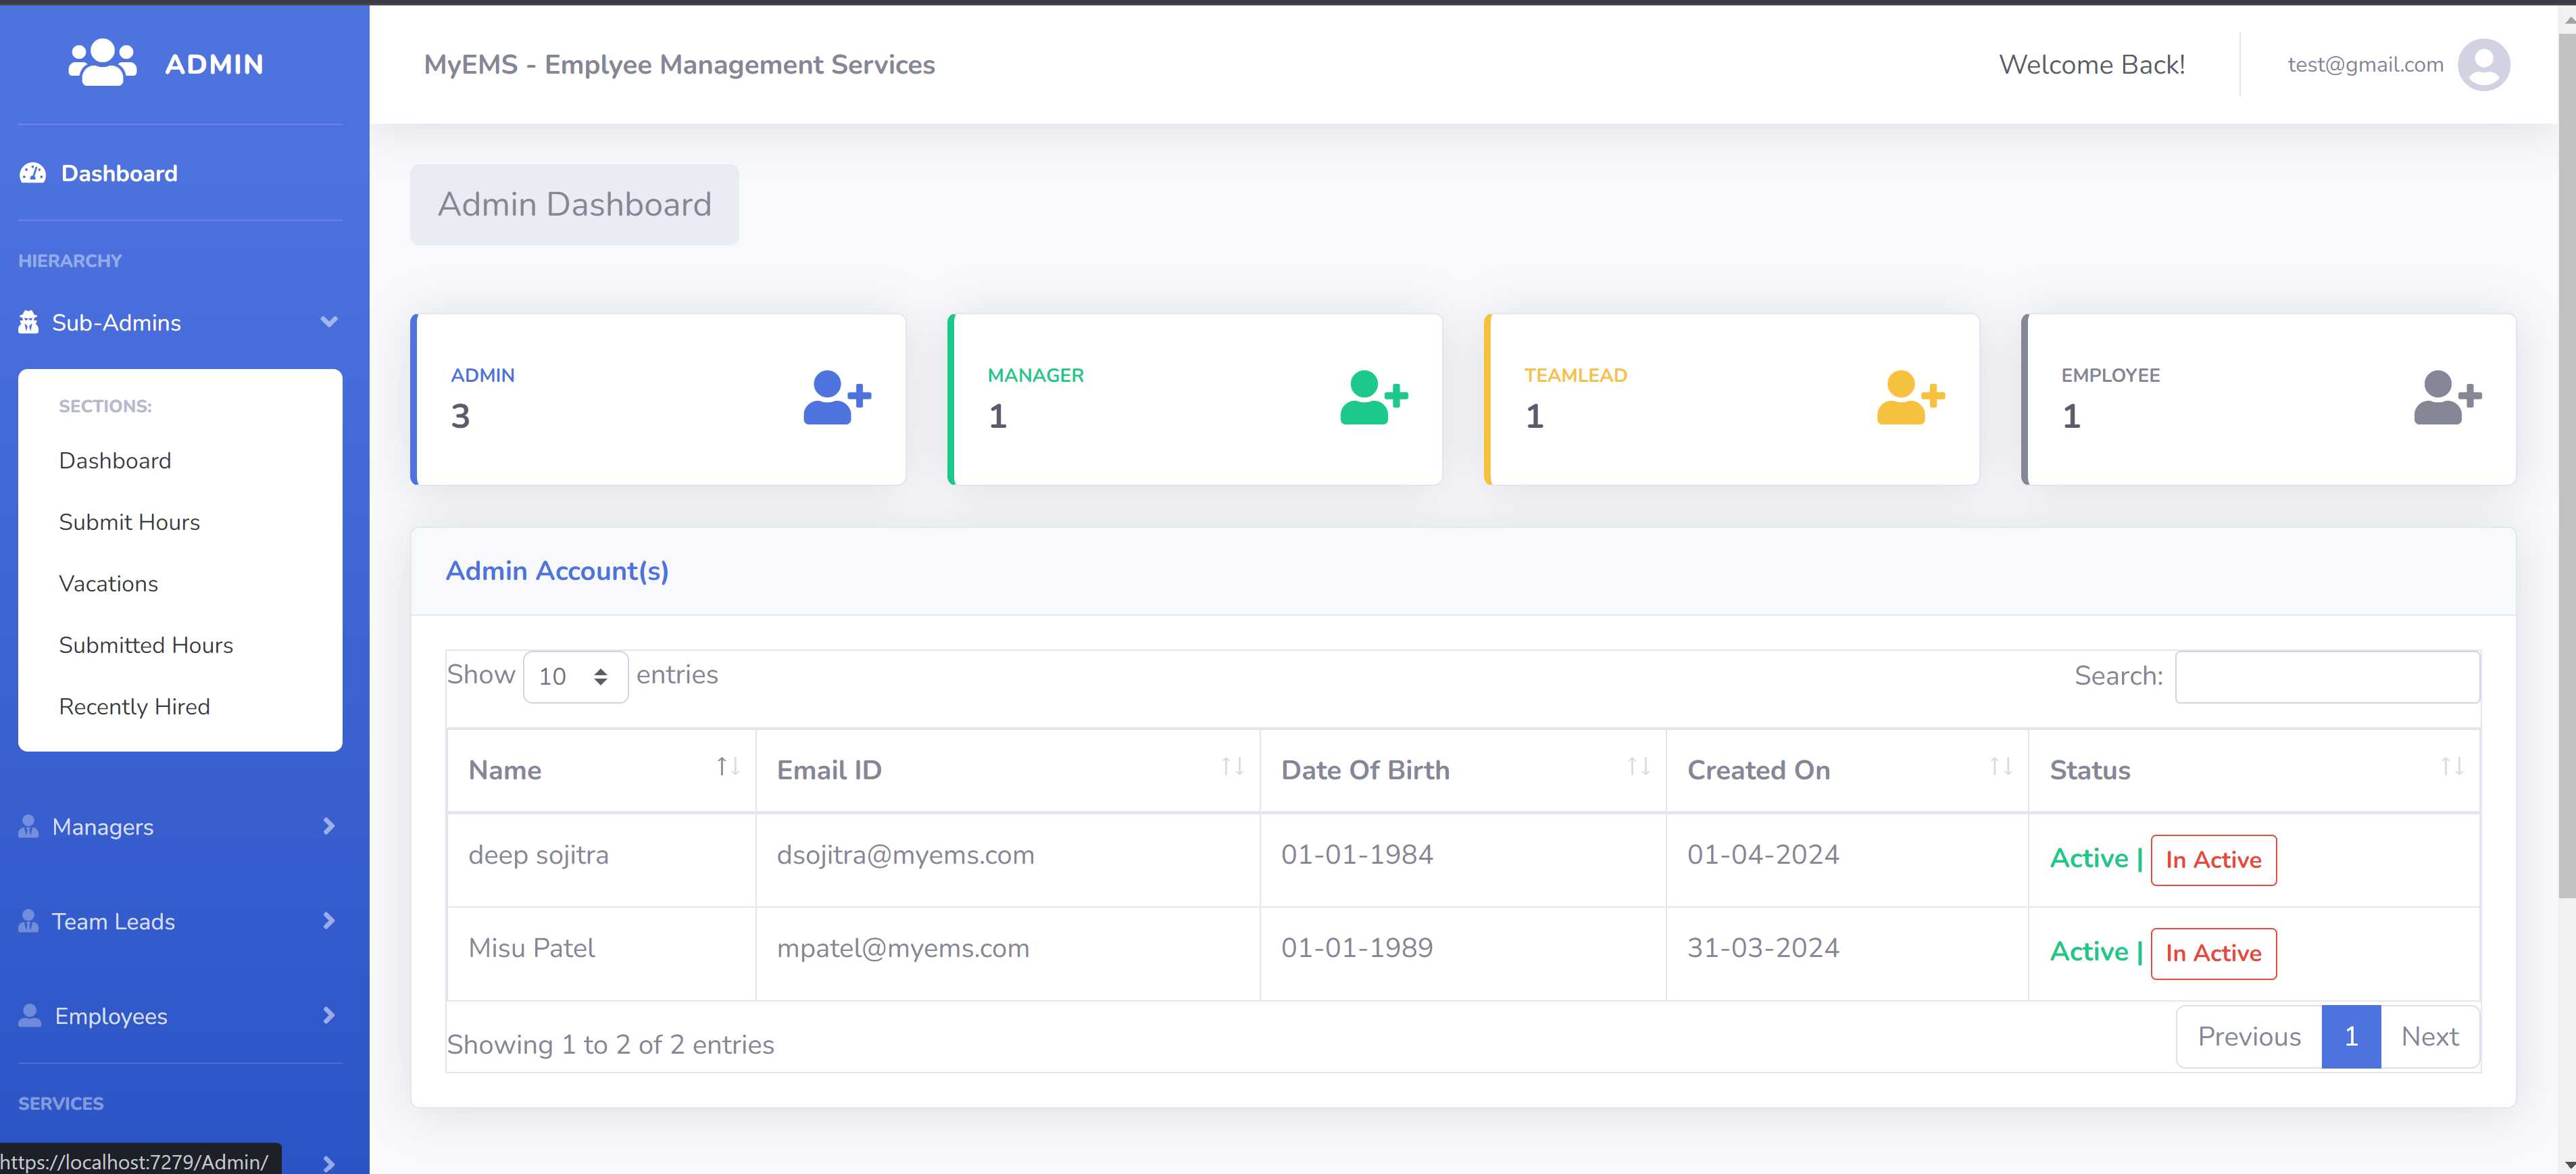 ADMIN
MyEMS - Emplyee Management Services
Welcome Back!
test@gmail.com
Dashboard
HIERARCHY
Sub-Admins
SECTIONS:
Dashboard
Submit Hours
Vacations
Submitted Hours
Recently Hired
Managers
Team Leads
Employees
SERVICES
https://localhost:7279/Admin/
Admin Dashboard
ADMIN
3
MANAGER
1
TEAMLEAD
1
EMPLOYEE
1
Admin Account(s)
Show 10 entries
Search:
Name Email ID Date Of Birth Created On Status
deep sojitra dsojitra@myems.com 01-01-1984 01-04-2024 Active | In Active
Misu Patel mpatel@myems.com 01-01-1989 31-03-2024 Active | In Active
Showing 1 to 2 of 2 entries
Previous 1 Next